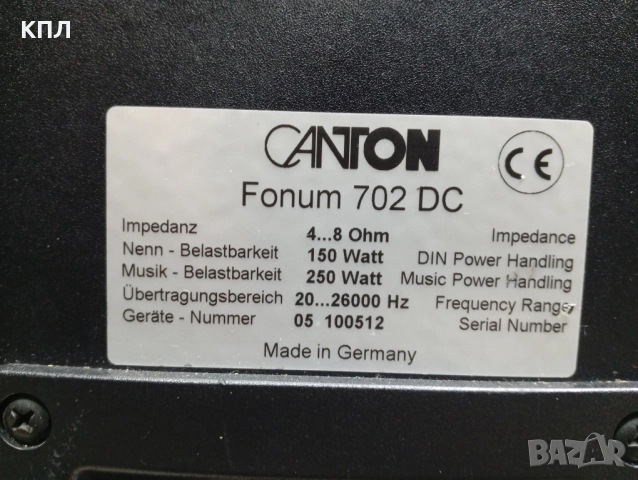 КПЛ
CANTON
CE
Fonum 702 DC
Impedanz 4...8 Ohm Impedance
Nenn - Belastbarkeit 150 Watt DIN Power Handling
Musik - Belastbarkeit 250 Watt Music Power Handling
Übertragungsbereich 20...26000 Hz Frequency Range
Geräte - Nummer 05 100512 Serial Number
Made in Germany
BAZAR